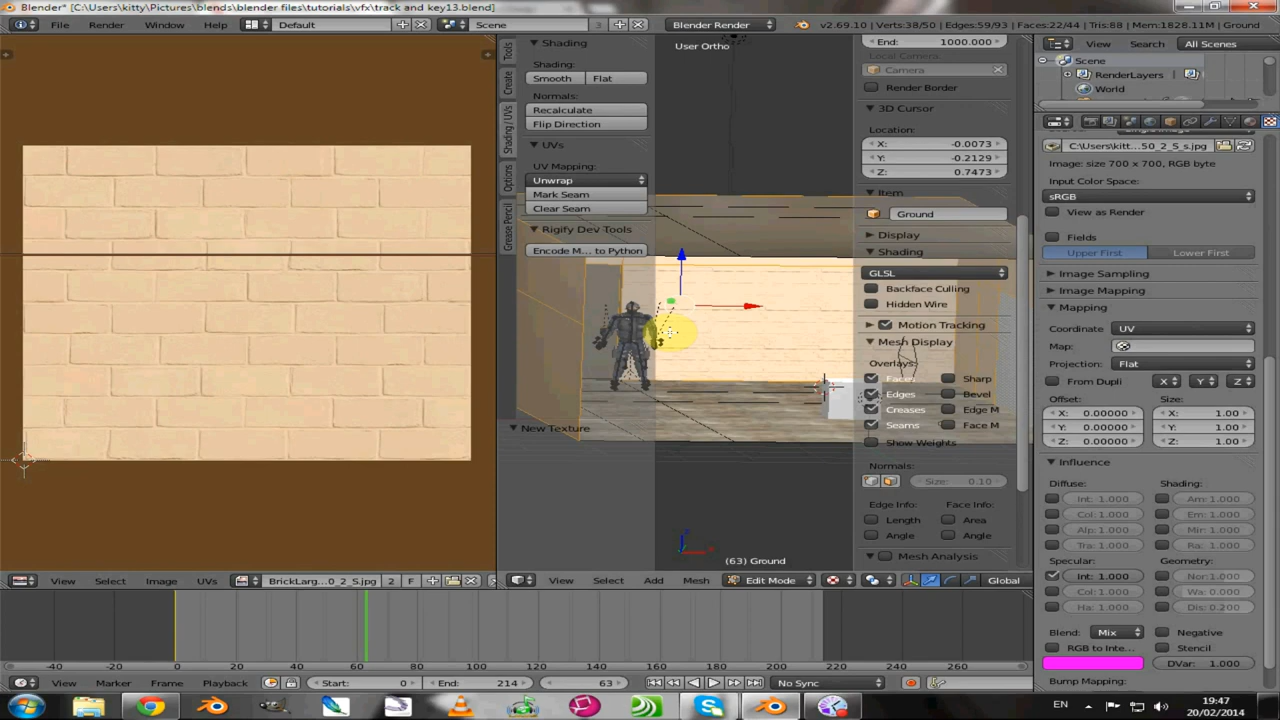 Blender* [C:\Users\kitty\Pictures\blends\blender files\tutorials\vfx\track and key13.blend]
File Render Window Help Default Scene 3 Blender Render v2.69.10 | Verts:38/50 | Edges:59/93 | Faces:22/44 | Tris:88 | Mem:1828.11M | Ground
View Search All Scenes
Scene
RenderLayers
World
Tools
Create
Shading / UVs
Options
Grease Pencil
Shading
Shading:
Smooth Flat
Normals:
Recalculate
Flip Direction
UVs
UV Mapping:
Unwrap
Mark Seam
Clear Seam
Rigify Dev Tools
Encode M... to Python
New Texture
User Ortho
(63) Ground
End: 1000.000
Local Camera
Camera
Render Border
3D Cursor
Location:
X: -0.0073
Y: -0.2129
Z: 0.7473
Item
Ground
Display
Shading
GLSL
Backface Culling
Hidden Wire
Motion Tracking
Mesh Display
Overlays:
Faces Sharp
Edges Bevel
Creases Edge M
Seams Face M
Show Weights
Normals:
Size: 0.10
Edge Info: Face Info:
Length Area
Angle Angle
Mesh Analysis
C:\Users\kitt...50_2_S_s.jpg
Image: size 700 x 700, RGB byte
Input Color Space:
sRGB
View as Render
Fields
Upper First Lower First
Image Sampling
Image Mapping
Mapping
Coordinate UV
Map:
Projection: Flat
From Dupli X Y Z
Offset: Size:
X: 0.00000 X: 1.00
Y: 0.00000 Y: 1.00
Z: 0.00000 Z: 1.00
Influence
Diffuse: Shading:
Int: 1.000 Am: 1.000
Col: 1.000 Em: 1.000
Alp: 1.000 Mir: 1.000
Tra: 1.000 Ra: 1.000
Specular: Geometry:
Int: 1.000 Nor: 1.000
Col: 1.000 Wa: 0.000
Ha: 1.000 Dis: 0.200
Blend: Mix Negative
RGB to Inte... Stencil
DVar: 1.000
Bump Mapping:
View Select Image UVs BrickLarg...0_2_S.jpg 2 F
View Select Add Mesh Edit Mode Global
-40 -20 0 20 40 60 80 100 120 140 160 180 200 220 240 260
View Marker Frame Playback Start: 0 End: 214 63 No Sync
EN 19:47
20/02/2014